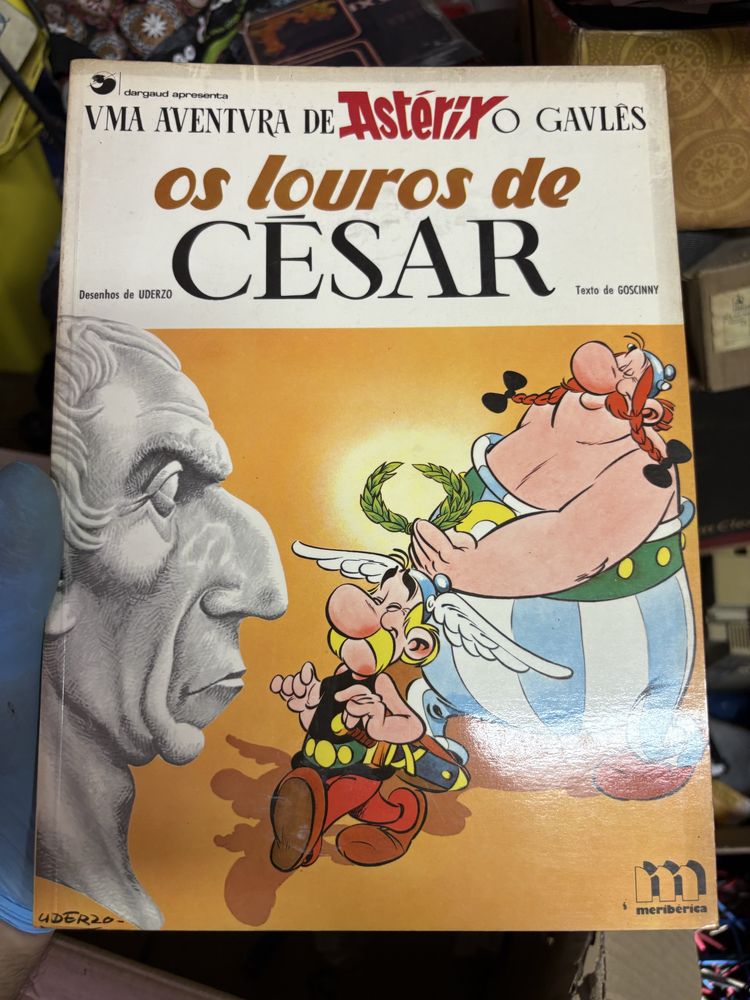 dargaud apresenta
VMA AVENTVRA DE Astérix O GAVLÊS
os louros de
CÉSAR
Desenhos de UDERZO
Texto de GOSCINNY
UDERZO-
m
meribérica